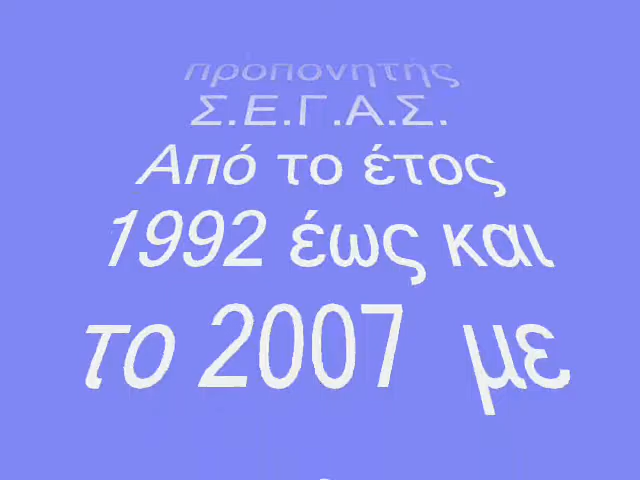 προπονητής
Σ.Ε.Γ.Α.Σ.
Από το έτος
1992 έως και
το 2007 με